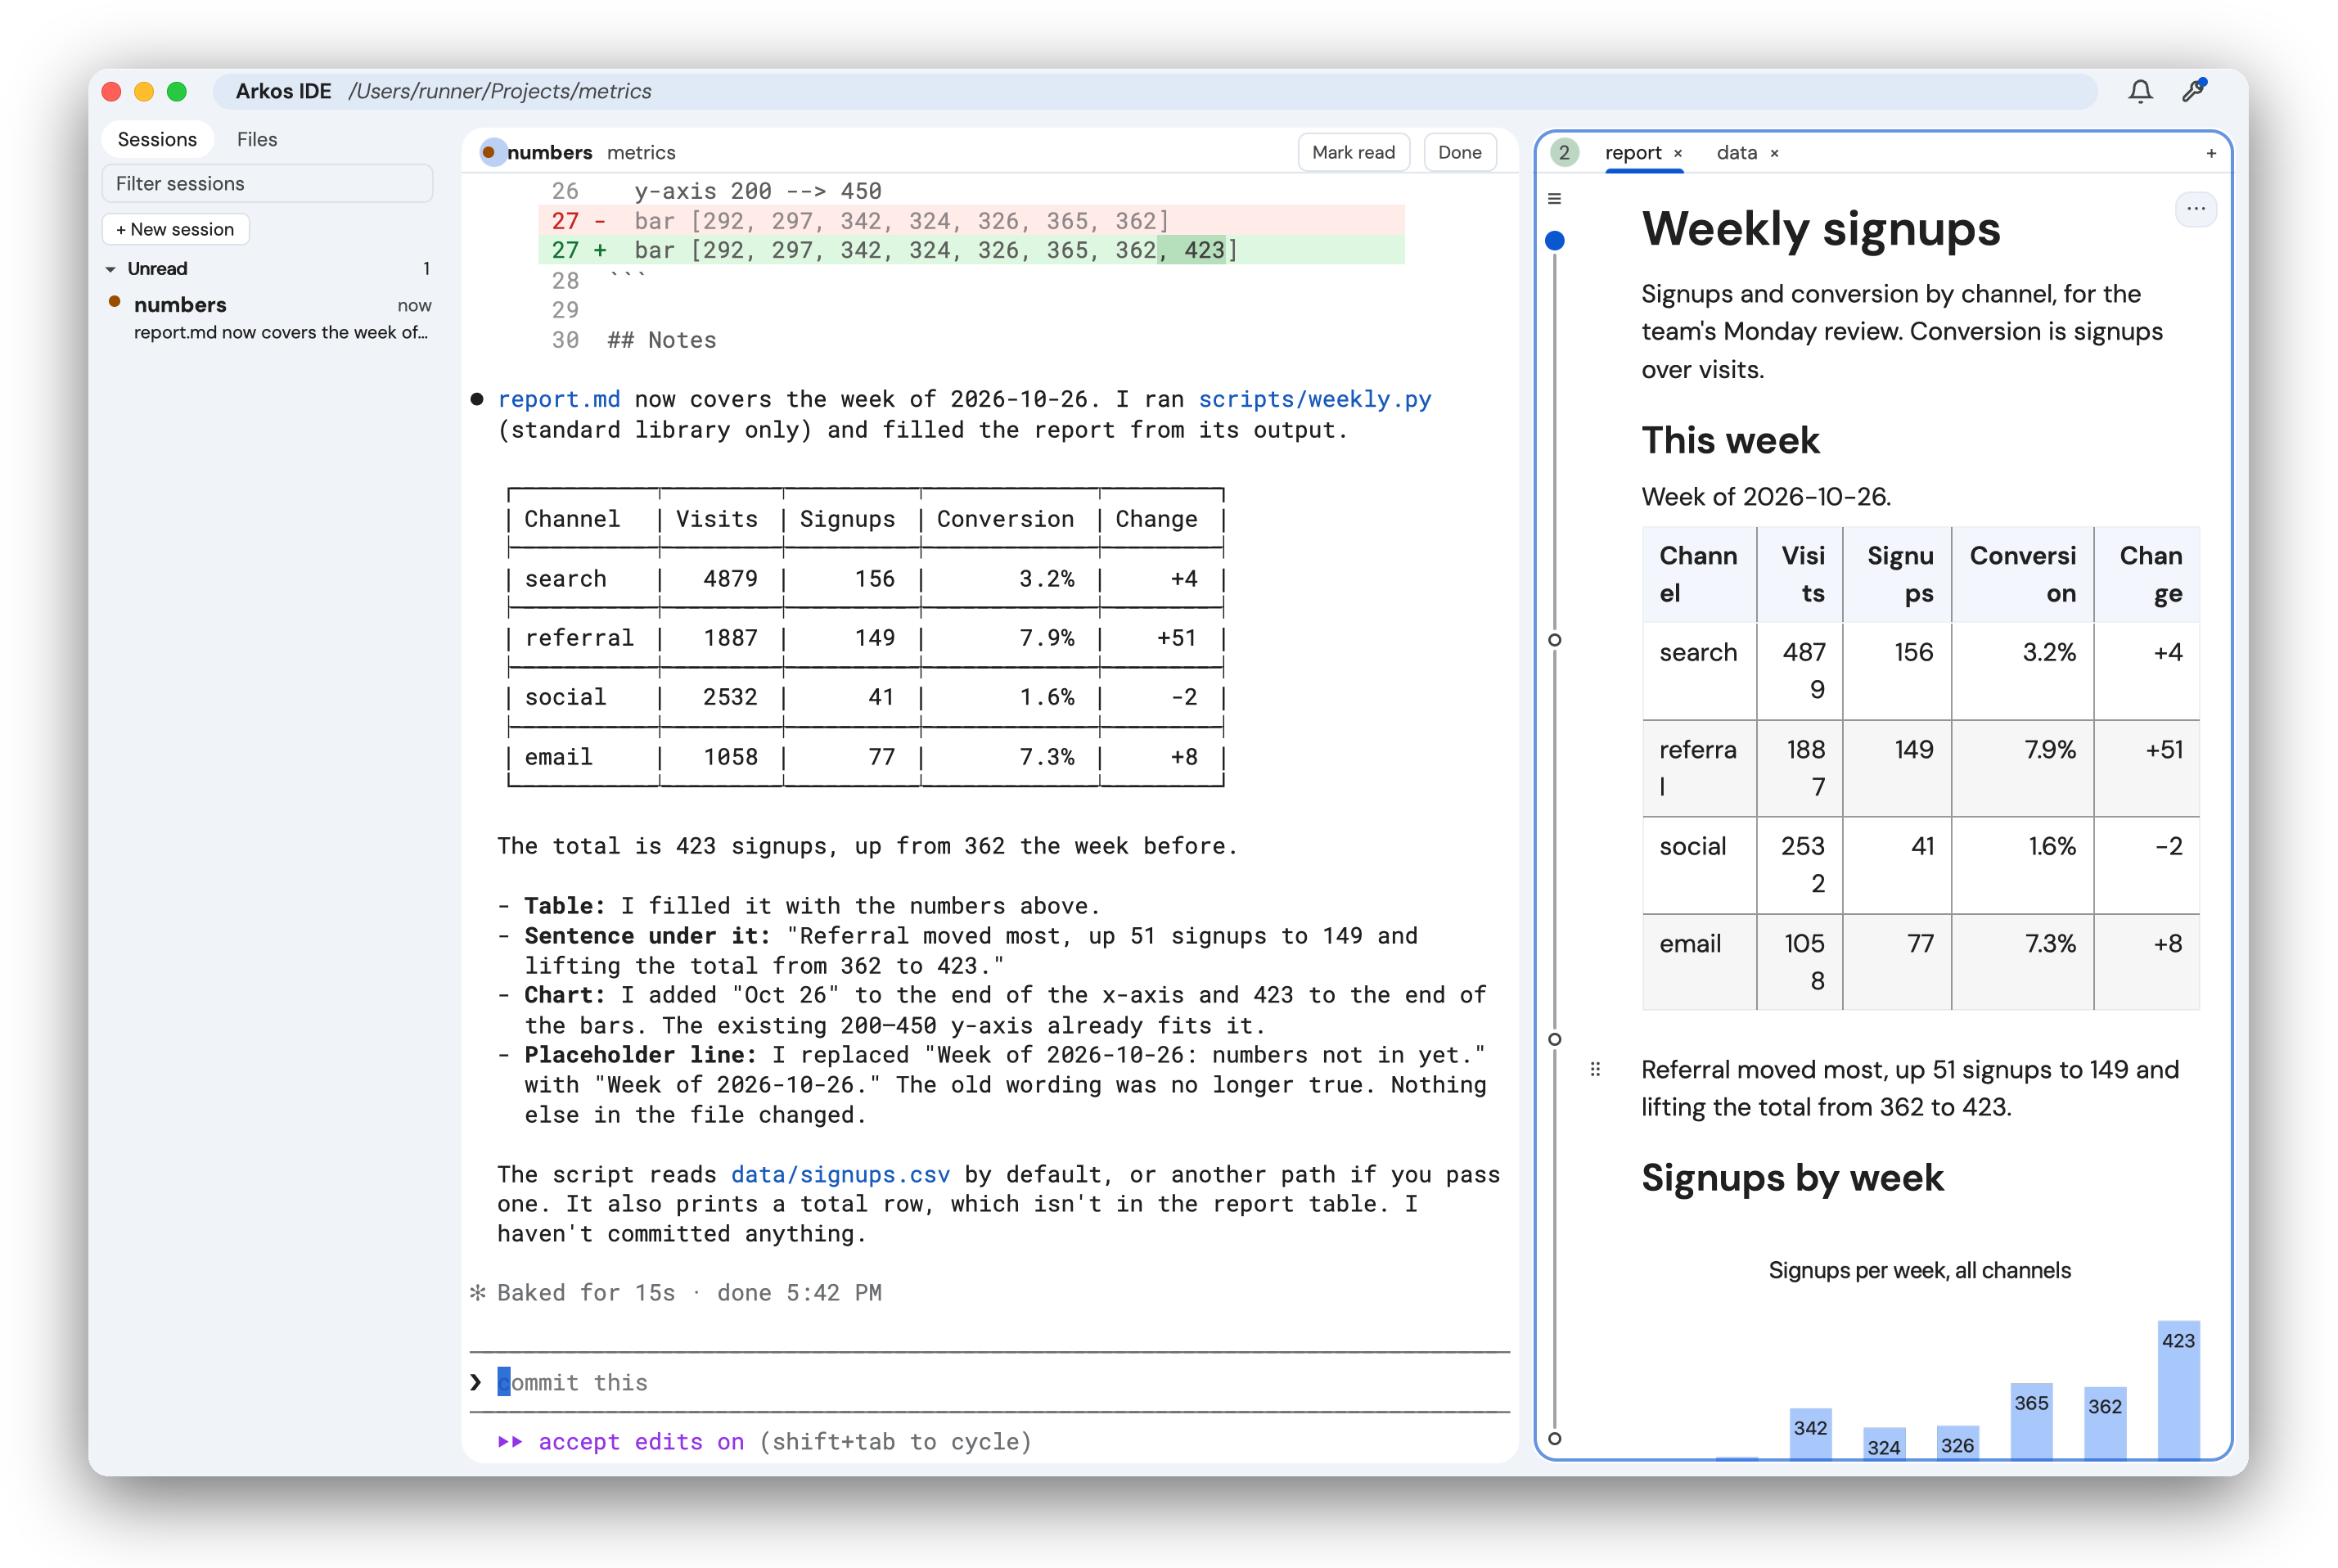 Arkos IDE /Users/runner/Projects/metrics
Sessions Files
Filter sessions
+ New session
Unread 1
numbers now
report.md now covers the week of…
numbers metrics Mark read Done
26 y-axis 200 --> 450
27 - bar [292, 297, 342, 324, 326, 365, 362]
27 + bar [292, 297, 342, 324, 326, 365, 362, 423]
28 ```
29
30 ## Notes
● report.md now covers the week of 2026-10-26. I ran scripts/weekly.py
(standard library only) and filled the report from its output.
Channel Visits Signups Conversion Change
search 4879 156 3.2% +4
referral 1887 149 7.9% +51
social 2532 41 1.6% -2
email 1058 77 7.3% +8
The total is 423 signups, up from 362 the week before.
- Table: I filled it with the numbers above.
- Sentence under it: "Referral moved most, up 51 signups to 149 and
lifting the total from 362 to 423."
- Chart: I added "Oct 26" to the end of the x-axis and 423 to the end of
the bars. The existing 200–450 y-axis already fits it.
- Placeholder line: I replaced "Week of 2026-10-26: numbers not in yet."
with "Week of 2026-10-26." The old wording was no longer true. Nothing
else in the file changed.
The script reads data/signups.csv by default, or another path if you pass
one. It also prints a total row, which isn't in the report table. I
haven't committed anything.
✻ Baked for 15s · done 5:42 PM
❯ commit this
⏵⏵ accept edits on (shift+tab to cycle)
2 report × data × +
Weekly signups
Signups and conversion by channel, for the
team's Monday review. Conversion is signups
over visits.
This week
Week of 2026-10-26.
Chann Visi Signu Conversi Chan
el ts ps on ge
search 487 156 3.2% +4
9
referra 188 149 7.9% +51
l 7
social 253 41 1.6% -2
2
email 105 77 7.3% +8
8
Referral moved most, up 51 signups to 149 and
lifting the total from 362 to 423.
Signups by week
Signups per week, all channels
423
365
362
342
326
324